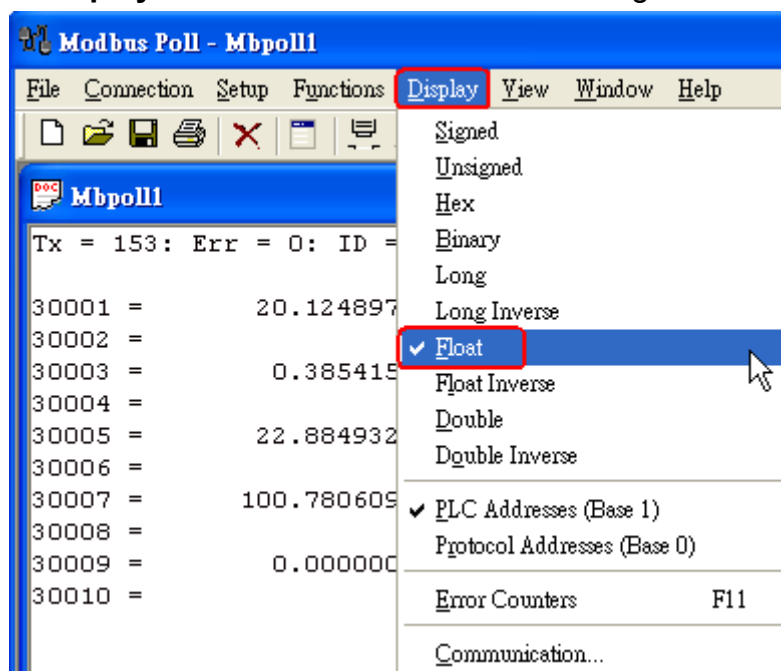 Modbus Poll - Mbpoll1
File Connection Setup Functions Display View Window Help
Mbpoll1
Tx = 153: Err = 0: ID =
30001 = 20.124897
30002 =
30003 = 0.385415
30004 =
30005 = 22.884932
30006 =
30007 = 100.780609
30008 =
30009 = 0.000000
30010 =
Signed
Unsigned
Hex
Binary
Long
Long Inverse
Float
Float Inverse
Double
Double Inverse
PLC Addresses (Base 1)
Protocol Addresses (Base 0)
Error Counters F11
Communication...